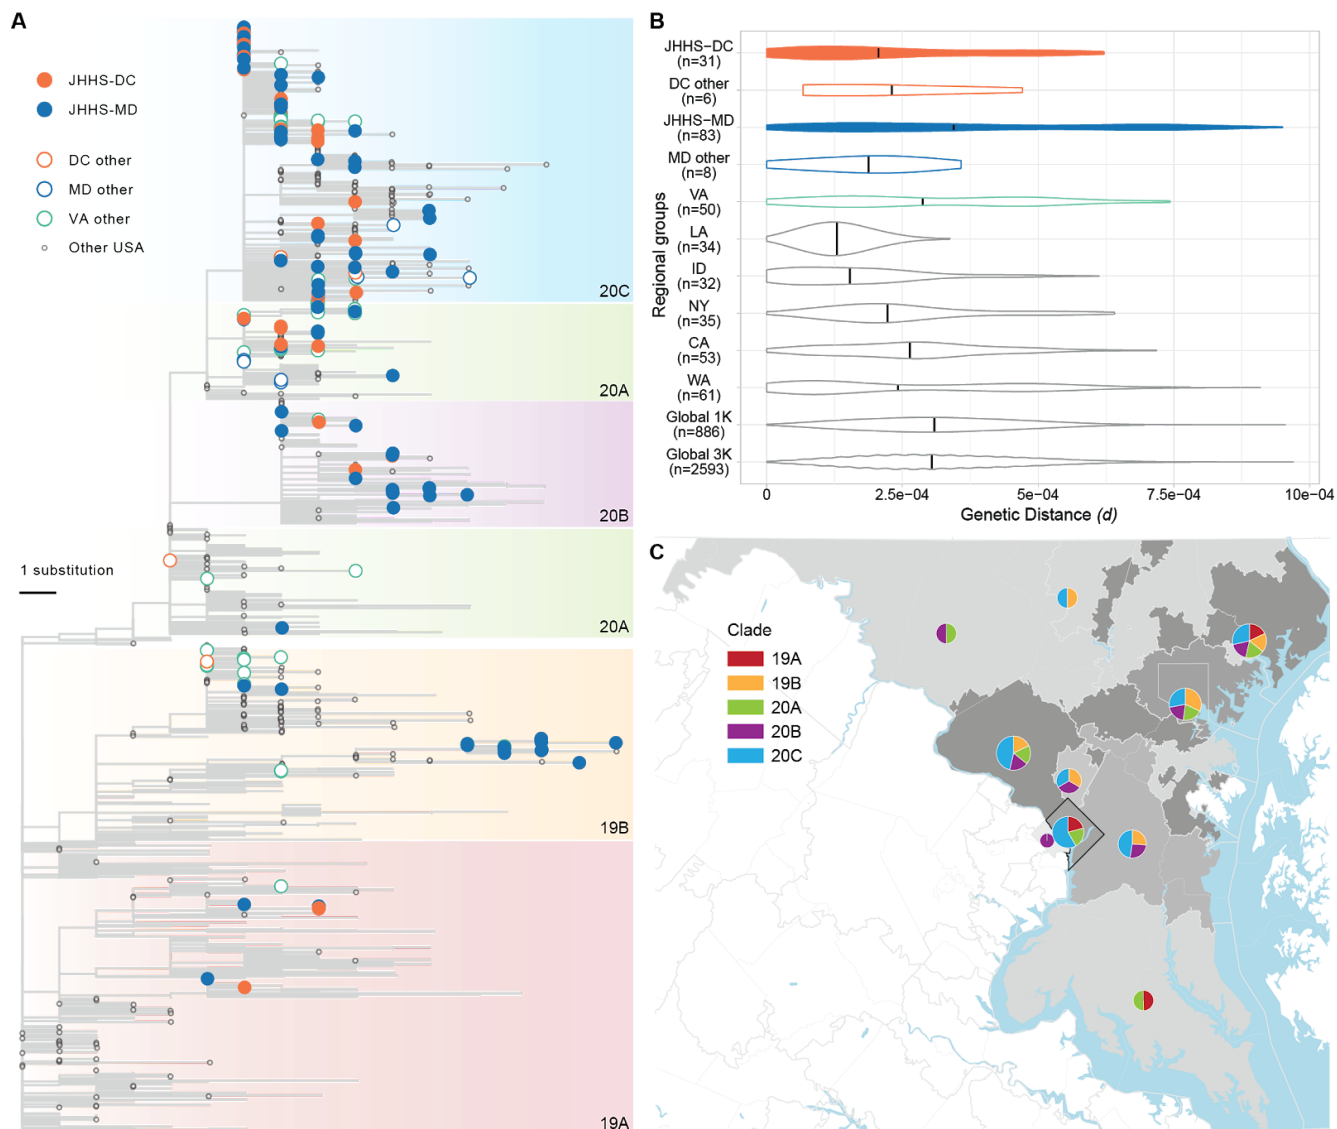 A
JHHS-DC
JHHS-MD
DC other
MD other
VA other
Other USA
20C
20A
20B
1 substitution
20A
19B
19A
B
Regional groups
JHHS−DC
(n=31)
DC other
(n=6)
JHHS−MD
(n=83)
MD other
(n=8)
VA
(n=50)
LA
(n=34)
ID
(n=32)
NY
(n=35)
CA
(n=53)
WA
(n=61)
Global 1K
(n=886)
Global 3K
(n=2593)
0 2.5e−04 5e−04 7.5e−04 10e−04
Genetic Distance (d)
C
Clade
19A
19B
20A
20B
20C